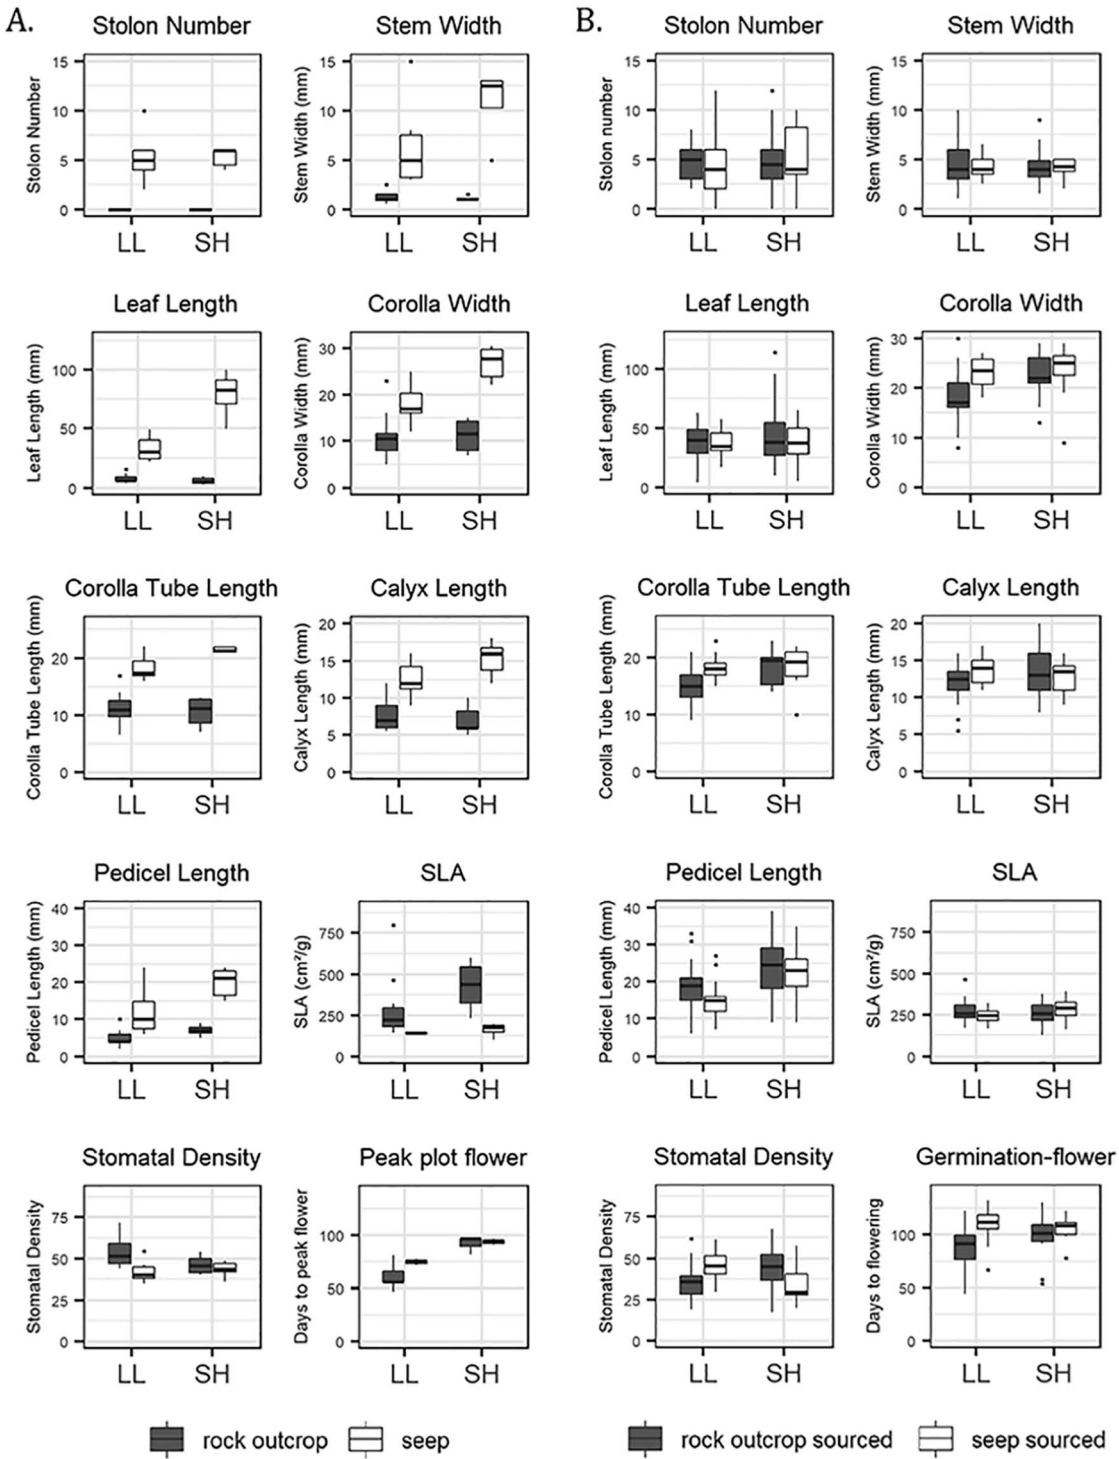 A.
Stolon Number
Stolon Number
15
10
5
0
LL SH
Stem Width
Stem Width (mm)
15
10
5
0
LL SH
B.
Stolon Number
Stolon number
15
10
5
0
LL SH
Stem Width
Stem Width (mm)
15
10
5
0
LL SH
Leaf Length
Leaf Length (mm)
100
50
0
LL SH
Corolla Width
Corolla Width (mm)
30
20
10
0
LL SH
Leaf Length
Leaf Length (mm)
100
50
0
LL SH
Corolla Width
Corolla Width (mm)
30
20
10
0
LL SH
Corolla Tube Length
Corolla Tube Length (mm)
20
10
0
LL SH
Calyx Length
Calyx Length (mm)
20
15
10
5
0
LL SH
Corolla Tube Length
Corolla Tube Length (mm)
20
10
0
LL SH
Calyx Length
Calyx Length (mm)
20
15
10
5
0
LL SH
Pedicel Length
Pedicel Length (mm)
40
30
20
10
0
LL SH
SLA
SLA (cm²/g)
750
500
250
0
LL SH
Pedicel Length
Pedicel Length (mm)
40
30
20
10
0
LL SH
SLA
SLA (cm²/g)
750
500
250
0
LL SH
Stomatal Density
Stomatal Density
75
50
25
0
LL SH
Peak plot flower
Days to peak flower
100
50
0
LL SH
Stomatal Density
Stomatal Density
75
50
25
0
LL SH
Germination-flower
Days to flowering
100
50
0
LL SH
rock outcrop seep
rock outcrop sourced seep sourced